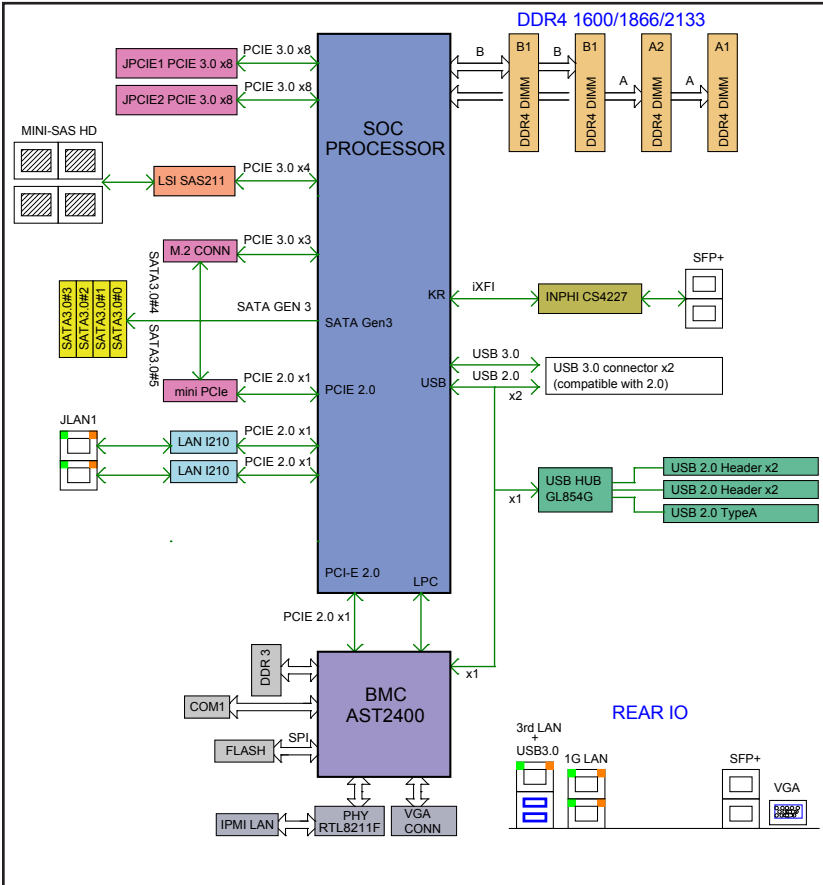 DDR4 1600/1866/2133
JPCIE1 PCIE 3.0 x8
PCIE 3.0 x8
JPCIE2 PCIE 3.0 x8
PCIE 3.0 x8
SOC
PROCESSOR
B
B
A
A
B1
DDR4 DIMM
B1
DDR4 DIMM
A2
DDR4 DIMM
A1
DDR4 DIMM
MINI-SAS HD
LSI SAS211
PCIE 3.0 x4
M.2 CONN
PCIE 3.0 x3
SATA3.0#4
SATA3.0#5
SATA3.0#3
SATA3.0#2
SATA3.0#1
SATA3.0#0
SATA GEN 3
SATA Gen3
mini PCIe
PCIE 2.0 x1
PCIE 2.0
KR
iXFI
INPHI CS4227
SFP+
USB
USB 3.0
USB 2.0
x2
USB 3.0 connector x2
(compatible with 2.0)
JLAN1
LAN I210
PCIE 2.0 x1
LAN I210
PCIE 2.0 x1
x1
USB HUB
GL854G
USB 2.0 Header x2
USB 2.0 Header x2
USB 2.0 TypeA
PCI-E 2.0
LPC
PCIE 2.0 x1
x1
BMC
AST2400
DDR 3
COM1
FLASH
SPI
IPMI LAN
PHY
RTL8211F
VGA
CONN
REAR IO
3rd LAN
+
USB3.0
1G LAN
SFP+
VGA